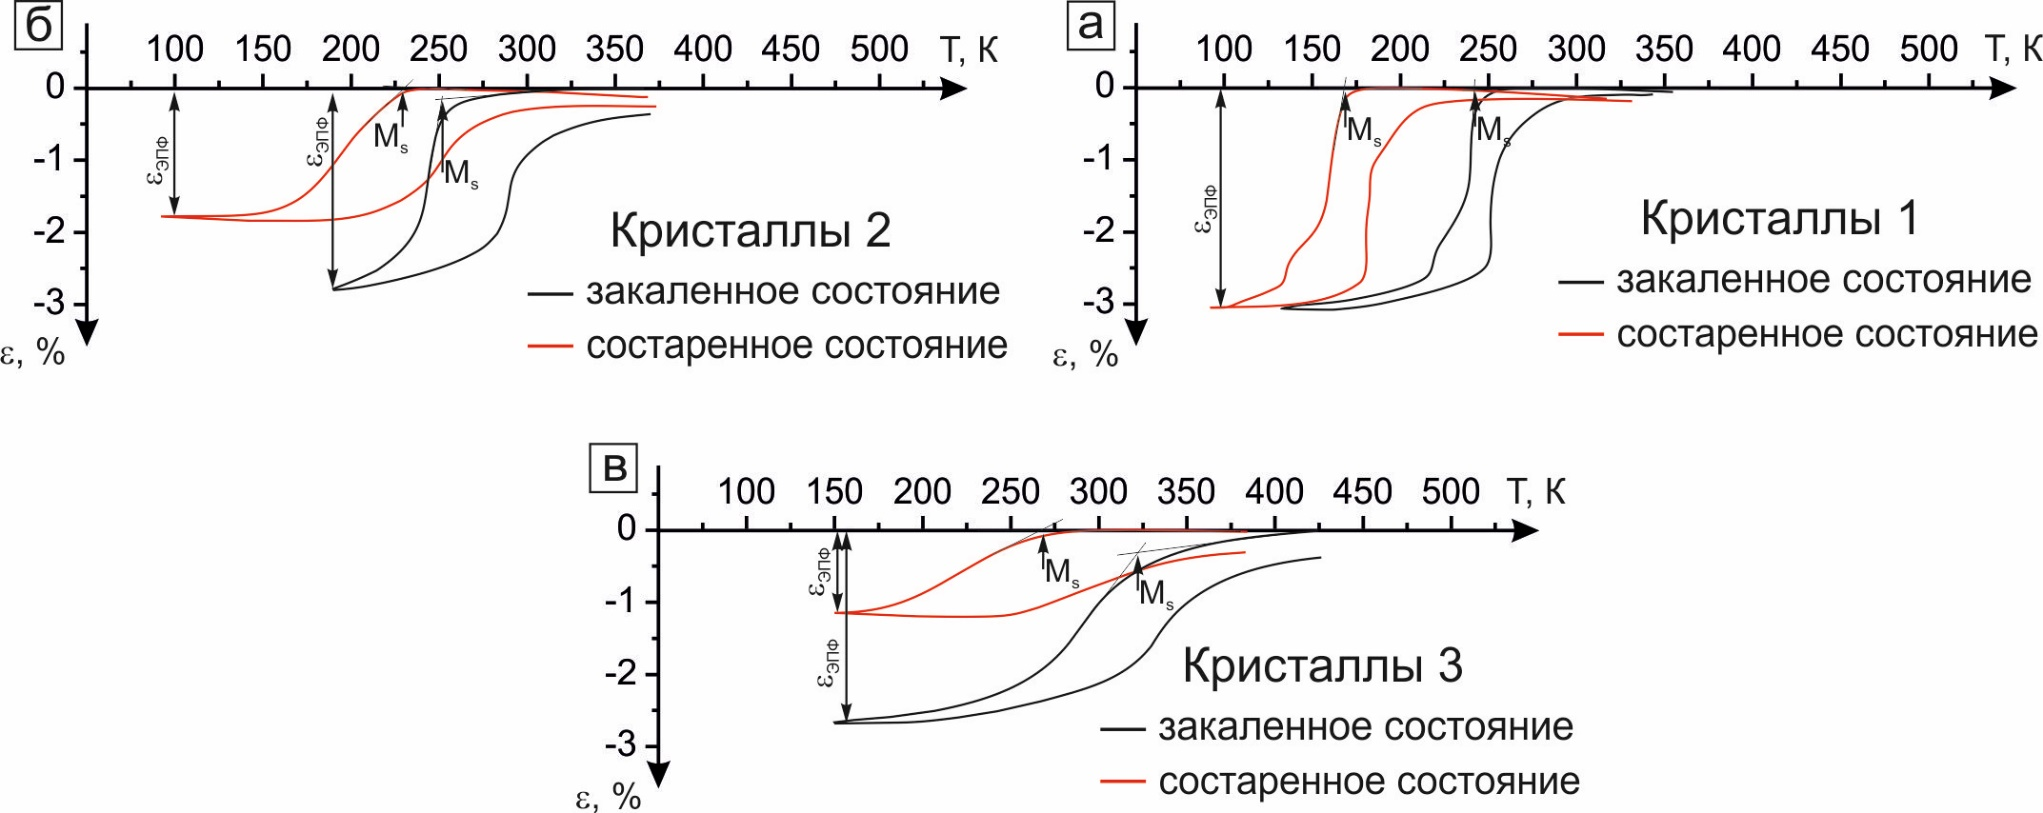 б
100 150 200 250 300 350 400 450 500 T, K
0
-1
-2
-3
ε, %
εЭПФ
εЭПФ
Ms
Ms
Кристаллы 2
закаленное состояние
состаренное состояние
а
100 150 200 250 300 350 400 450 500 T, K
0
-1
-2
-3
ε, %
εЭПФ
Ms
Ms
Кристаллы 1
закаленное состояние
состаренное состояние
в
100 150 200 250 300 350 400 450 500 T, K
0
-1
-2
-3
ε, %
εЭПФ
εЭПФ
Ms
Ms
Кристаллы 3
закаленное состояние
состаренное состояние